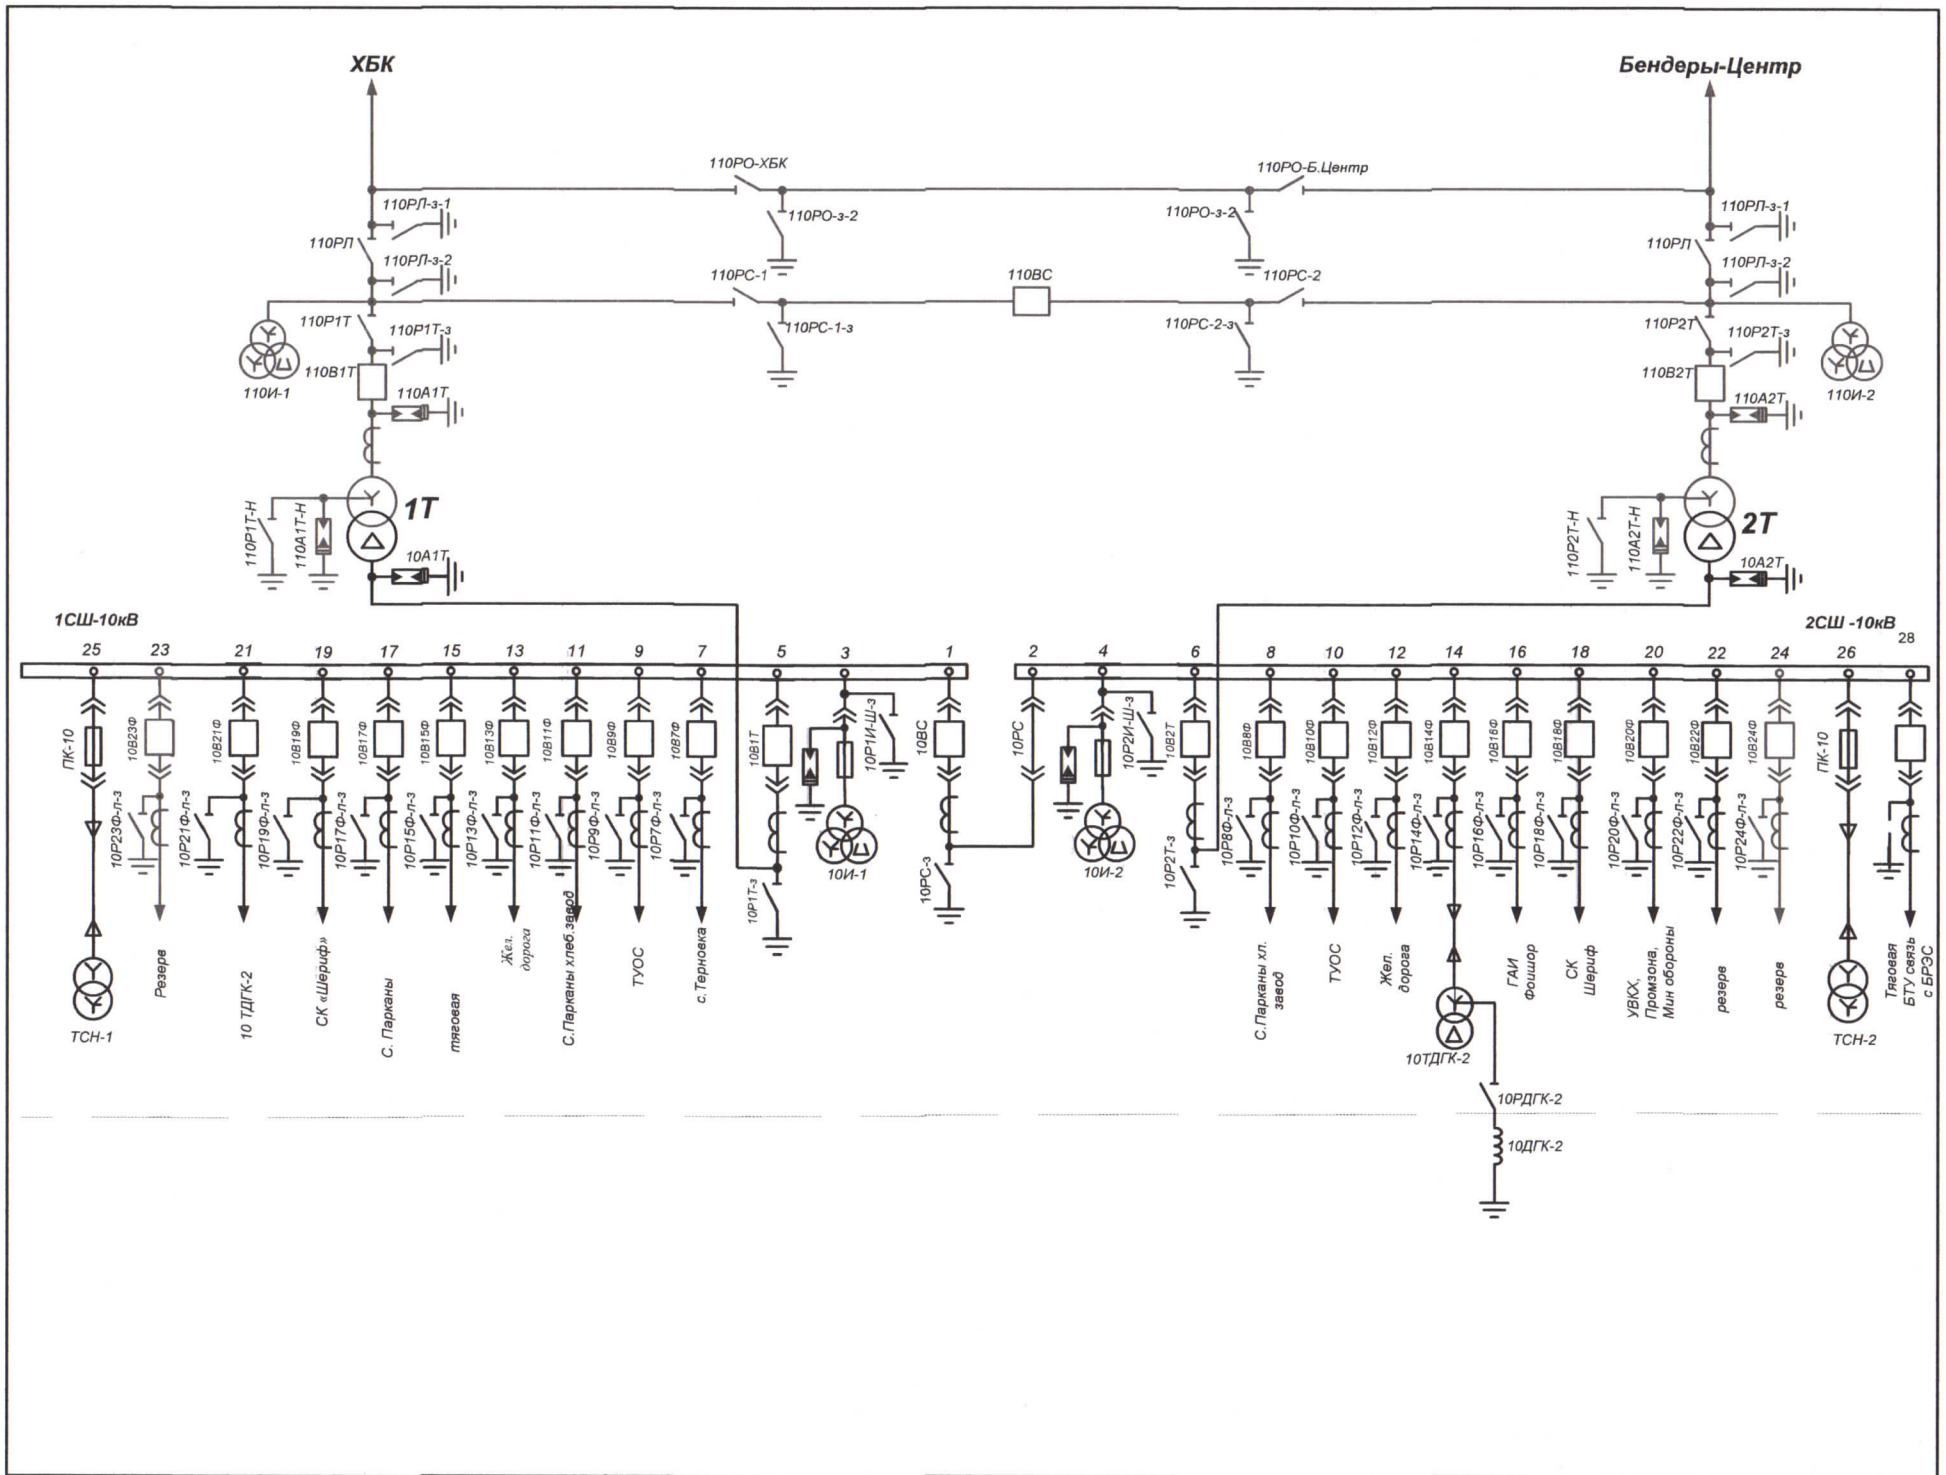 ХБК
Бендеры-Центр
110РО-ХБК
110РО-Б.Центр
110РЛ-з-1
110РО-з-2
110РО-з-2
110РЛ-з-1
110РЛ
110РЛ
110РЛ-з-2
110РС-1
110ВС
110РС-2
110РЛ-з-2
110Р1Т
110Р1Т-з
110РС-1-з
110РС-2-з
110Р2Т
110Р2Т-з
110В1Т
110В2Т
110И-1
110А1Т
110А2Т
110И-2
110Р1Т-Н
110А1Т-Н
1Т
110Р2Т-Н
110А2Т-Н
2Т
10А1Т
10А2Т
1СШ-10кВ
2СШ -10кВ
25 23 21 19 17 15 13 11 9 7 5 3 1 2 4 6 8 10 12 14 16 18 20 22 24 26 28
ПК-10
10В23Ф
10В21Ф
10В19Ф
10В17Ф
10В15Ф
10В13Ф
10В11Ф
10В9Ф
10В7Ф
10В1Т
10Р1И-Ш-з
10ВС
10РС
10Р2И-Ш-з
10В2Т
10В8Ф
10В10Ф
10В12Ф
10В14Ф
10В16Ф
10В18Ф
10В20Ф
10В22Ф
10В24Ф
ПК-10
10Р23Ф-л-з
10Р21Ф-л-з
10Р19Ф-л-з
10Р17Ф-л-з
10Р15Ф-л-з
10Р13Ф-л-з
10Р11Ф-л-з
10Р9Ф-л-з
10Р7Ф-л-з
10Р1Т-з
10И-1
10РС-з
10И-2
10Р2Т-з
10Р8Ф-л-з
10Р10Ф-л-з
10Р12Ф-л-з
10Р14Ф-л-з
10Р16Ф-л-з
10Р18Ф-л-з
10Р20Ф-л-з
10Р22Ф-л-з
10Р24Ф-л-з
ТСН-1
Резерв
10 ТДГК-2
СК «Шериф»
С. Парканы
тяговая
Жел.
дорога
С.Парканы хлеб.завод
ТУОС
с.Терновка
С.Парканы хл.
завод
ТУОС
Жел.
дорога
10ТДГК-2
ГАИ
Фошиор
СК
Шериф
УВКХ,
Промзона,
Мин обороны
резерв
резерв
ТСН-2
Тяговая
БТУ связь
с БРЭС
10РДГК-2
10ДГК-2